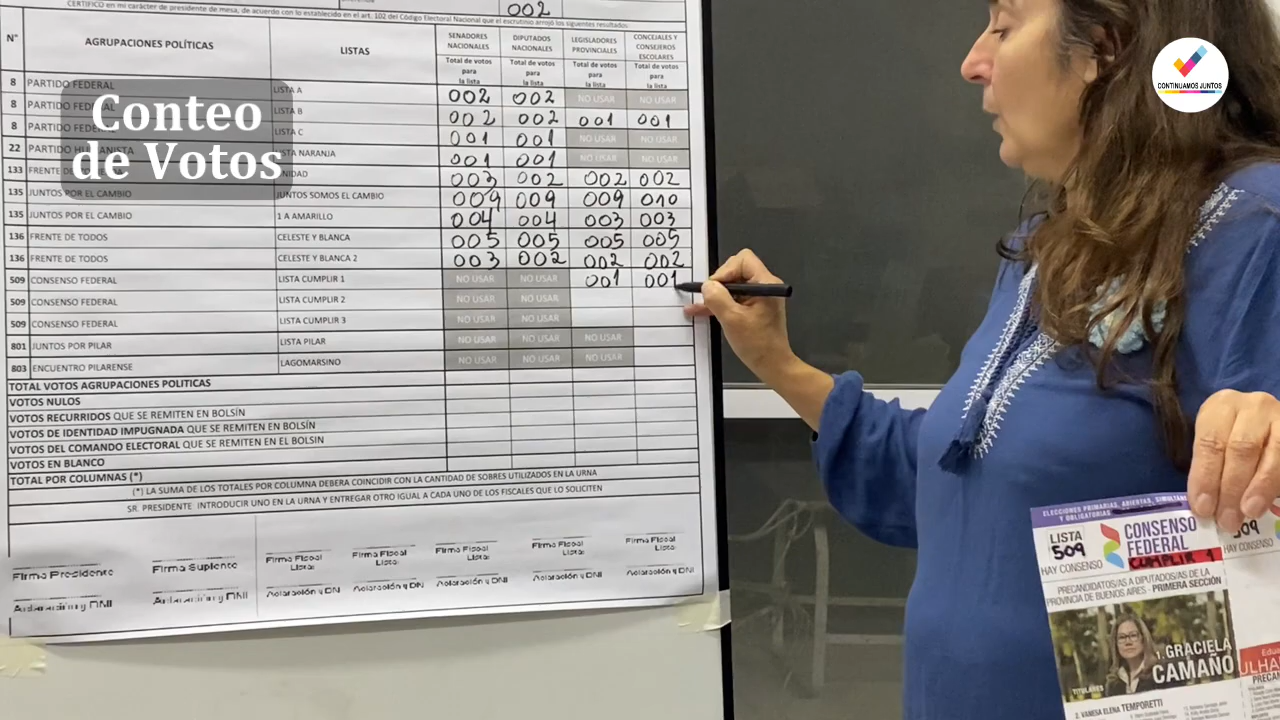 CERTIFICO en mi carácter de presidente de mesa, de acuerdo con lo establecido en el art. 102 del Código Electoral Nacional que el escrutinio arrojó los siguientes resultados:
002
N° AGRUPACIONES POLÍTICAS LISTAS SENADORES NACIONALES DIPUTADOS NACIONALES LEGISLADORES PROVINCIALES CONCEJALES Y CONSEJEROS ESCOLARES
Total de votos para la lista Total de votos para la lista Total de votos para la lista Total de votos para la lista
8 PARTIDO FEDERAL LISTA A 002 002 NO USAR NO USAR
8 PARTIDO FEDERAL LISTA B 002 002 001 001
8 PARTIDO FEDERAL LISTA C 001 001 NO USAR NO USAR
22 PARTIDO HUMANISTA LISTA NARANJA 001 001 NO USAR NO USAR
133 FRENTE DE UNIDAD 003 002 002 002
135 JUNTOS POR EL CAMBIO JUNTOS SOMOS EL CAMBIO 009 009 009 010
135 JUNTOS POR EL CAMBIO 1 A AMARILLO 004 004 003 003
136 FRENTE DE TODOS CELESTE Y BLANCA 005 005 005 005
136 FRENTE DE TODOS CELESTE Y BLANCA 2 003 002 002 002
509 CONSENSO FEDERAL LISTA CUMPLIR 1 NO USAR NO USAR 001 001
509 CONSENSO FEDERAL LISTA CUMPLIR 2 NO USAR NO USAR
509 CONSENSO FEDERAL LISTA CUMPLIR 3 NO USAR NO USAR
801 JUNTOS POR PILAR LISTA PILAR NO USAR NO USAR NO USAR
803 ENCUENTRO PILARENSE LAGOMARSINO NO USAR NO USAR NO USAR
TOTAL VOTOS AGRUPACIONES POLITICAS
VOTOS NULOS
VOTOS RECURRIDOS QUE SE REMITEN EN BOLSÍN
VOTOS DE IDENTIDAD IMPUGNADA QUE SE REMITEN EN BOLSÍN
VOTOS DEL COMANDO ELECTORAL QUE SE REMITEN EN EL BOLSIN
VOTOS EN BLANCO
TOTAL POR COLUMNAS (*)
(*) LA SUMA DE LOS TOTALES POR COLUMNA DEBERA COINCIDIR CON LA CANTIDAD DE SOBRES UTILIZADOS EN LA URNA
SR. PRESIDENTE INTRODUCIR UNO EN LA URNA Y ENTREGAR OTRO IGUAL A CADA UNO DE LOS FISCALES QUE LO SOLICITEN
Firma Presidente Firma Suplente Firma Fiscal Lista: Firma Fiscal Lista: Firma Fiscal Lista: Firma Fiscal Lista: Firma Fiscal Lista:
Aclaración y DNI Aclaración y DNI Aclaración y DNI Aclaración y DNI Aclaración y DNI Aclaración y DNI Aclaración y DNI
Conteo
de Votos
CONTINUAMOS JUNTOS
ELECCIONES PRIMARIAS, ABIERTAS, SIMULTÁNEAS
Y OBLIGATORIAS
LISTA
509
HAY CONSENSO
CONSENSO
FEDERAL
CUMPLIR 1
509
HAY CONSENSO
PRECANDIDATOS/AS A DIPUTADOS/AS DE LA
PROVINCIA DE BUENOS AIRES - PRIMERA SECCIÓN
1. GRACIELA
CAMAÑO
TITULARES
2. VANESA ELENA TEMPORETTI